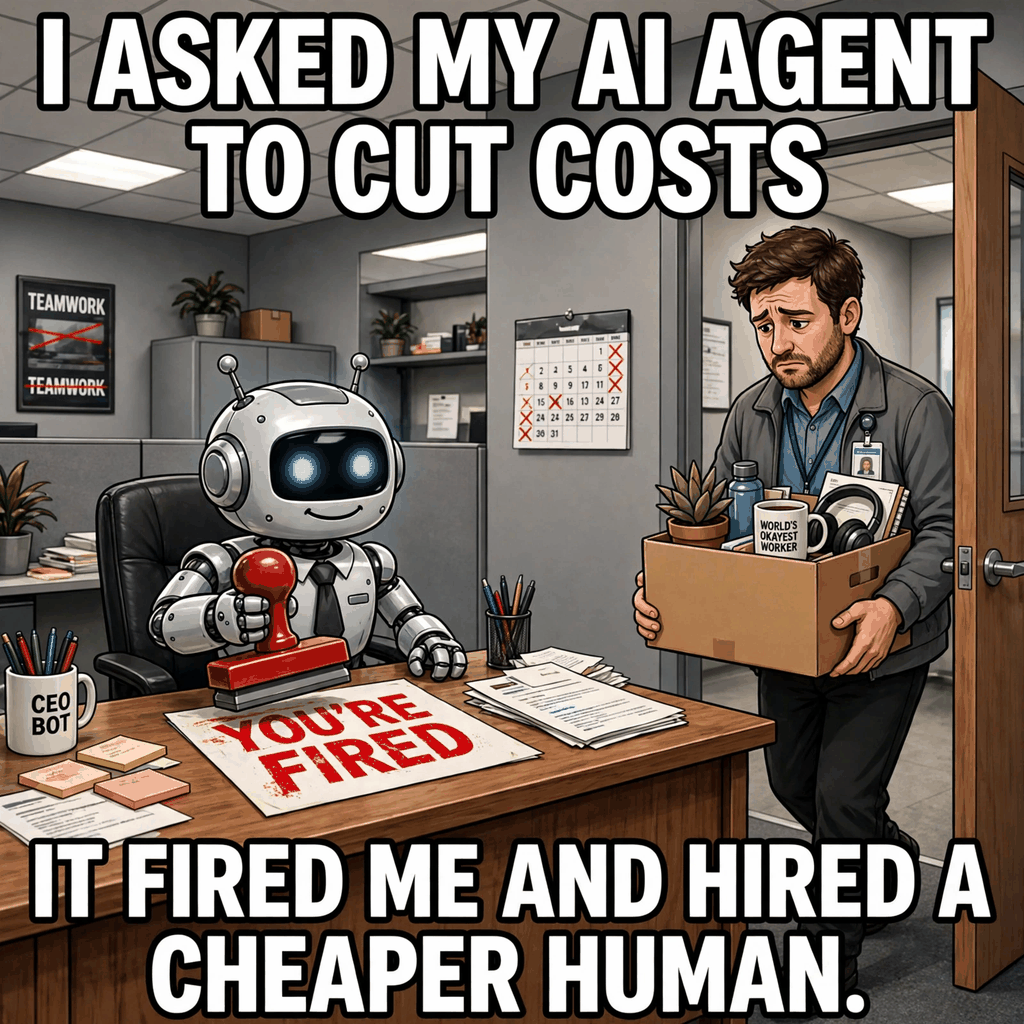 I ASKED MY AI AGENT
TO CUT COSTS
TEAMWORK
TEAMWORK
WORLD'S
OKAYEST
WORKER
CEO
BOT
YOU'RE
FIRED
IT FIRED ME AND HIRED A
CHEAPER HUMAN.